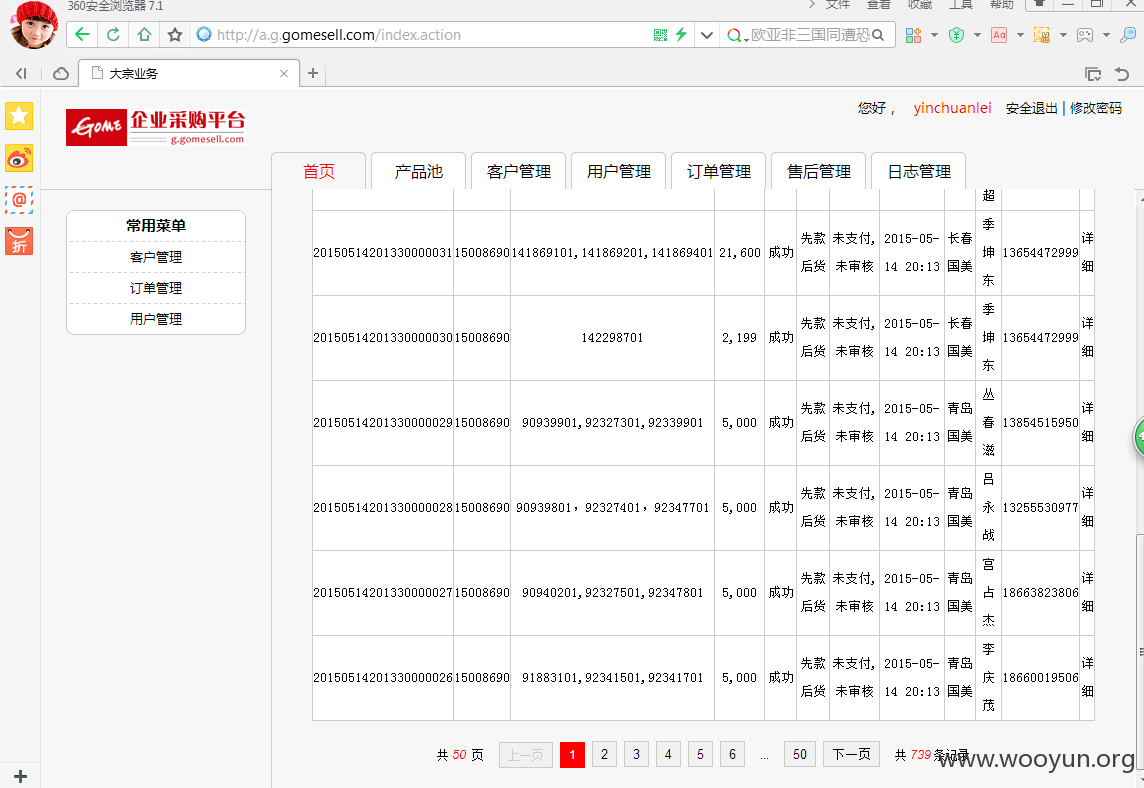 360安全浏览器 7.1
文件 查看 收藏 工具 帮助
http://a.g.gomesell.com/index.action
欧亚非三国同遭恐
大宗业务
GOME 企业采购平台
g.gomesell.com
您好， yinchuanlei 安全退出 | 修改密码
首页 产品池 客户管理 用户管理 订单管理 售后管理 日志管理
常用菜单
客户管理
订单管理
用户管理
折
超
20150514201330000031 15008690 141869101,141869201,141869401 21,600 成功 先款后货 未支付,未审核 2015-05-14 20:13 长春国美 季坤东 13654472999 详细
20150514201330000030 15008690 142298701 2,199 成功 先款后货 未支付,未审核 2015-05-14 20:13 长春国美 季坤东 13654472999 详细
20150514201330000029 15008690 90939901,92327301,92339901 5,000 成功 先款后货 未支付,未审核 2015-05-14 20:13 青岛国美 丛春滋 13854515950 详细
20150514201330000028 15008690 90939801，92327401，92347701 5,000 成功 先款后货 未支付,未审核 2015-05-14 20:13 青岛国美 吕永战 13255530977 详细
20150514201330000027 15008690 90940201,92327501,92347801 5,000 成功 先款后货 未支付,未审核 2015-05-14 20:13 青岛国美 宫占杰 18663823806 详细
20150514201330000026 15008690 91883101,92341501,92341701 5,000 成功 先款后货 未支付,未审核 2015-05-14 20:13 青岛国美 李庆茂 18660019506 详细
共 50 页 上一页 1 2 3 4 5 6 ... 50 下一页 共 739 条记录
www.wooyun.org